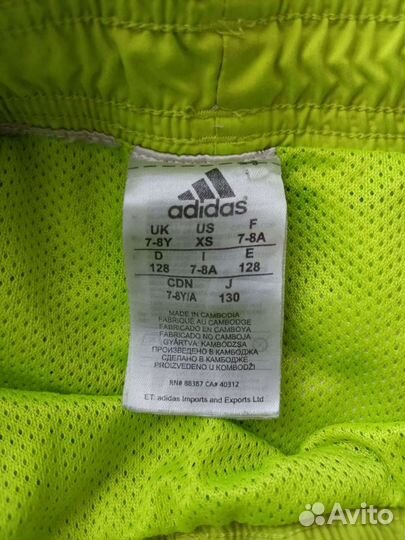 adidas
UK US F
7-8Y XS 7-8A
D I E
128 7-8A 128
CDN J
7-8Y/A 130
MADE IN CAMBODIA
FABRIQUÉ AU CAMBODGE
FABRICADO EN CAMBOYA
FABRICADO NO CAMBOJA
GYÁRTVA: KAMBODZSA
ПРОИЗВЕДЕНО В КАМБОДЖА
СДЕЛАНО В КАМБОДЖЕ
PROIZVEDENO U KOMBODŽI
RN# 88387 CA# 40312
ET: adidas Imports and Exports Ltd
Avito